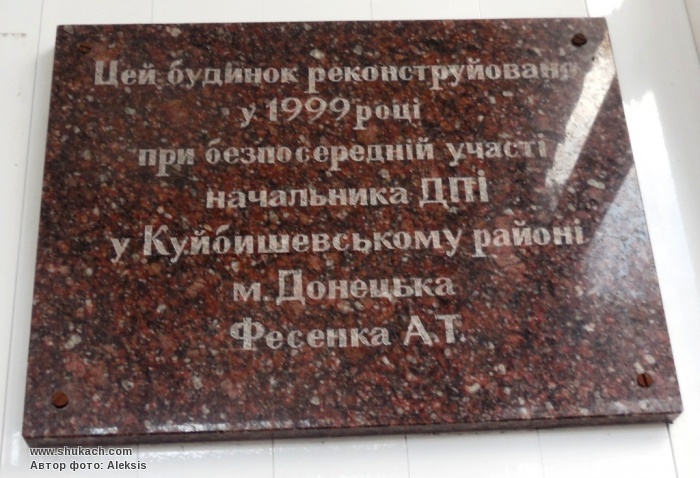 Цей будинок реконструйовано
у 1999 році
при безпосередній участі
начальника ДПІ
у Куйбишевському районі
м. Донецька
Фесенка А.Т.
www.shukach.com
Автор фото: Aleksis